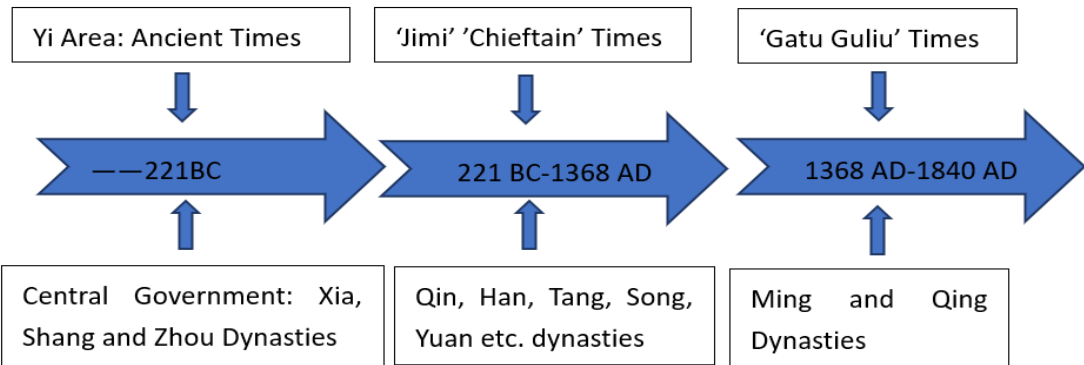 Yi Area: Ancient Times
‘Jimi’ ’Chieftain’ Times
‘Gatu Guliu’ Times
——221BC
221 BC-1368 AD
1368 AD-1840 AD
Central Government: Xia,
Shang and Zhou Dynasties
Qin, Han, Tang, Song,
Yuan etc. dynasties
Ming and Qing
Dynasties